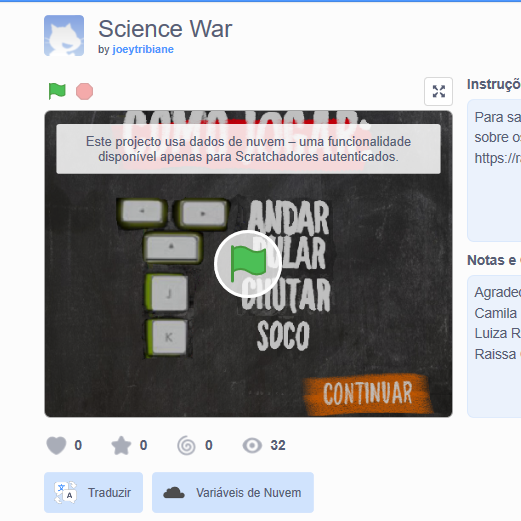 Science War
by joeytribiane
Instruçõ
Para sa
sobre os
https://r
COMO JOGAR:
Este projeto usa dados de nuvem – uma funcionalidade
disponível apenas para Scratchadores autenticados.
ANDAR
PULAR
J
CHUTAR
K
SOCO
CONTINUAR
Notas e
Agradec
Camila
Luiza R
Raissa
0
0
0
32
Traduzir
Variáveis de Nuvem